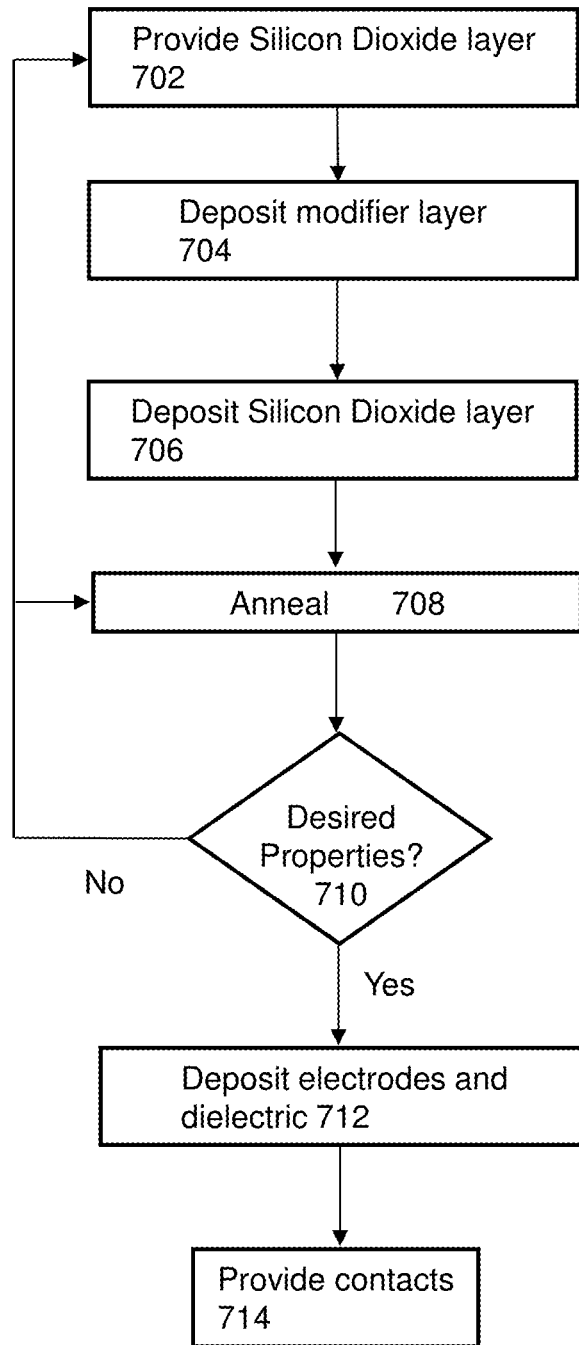 Provide Silicon Dioxide layer
702
Deposit modifier layer
704
Deposit Silicon Dioxide layer
706
Anneal 708
Desired
Properties?
710
No
Yes
Deposit electrodes and
dielectric 712
Provide contacts
714